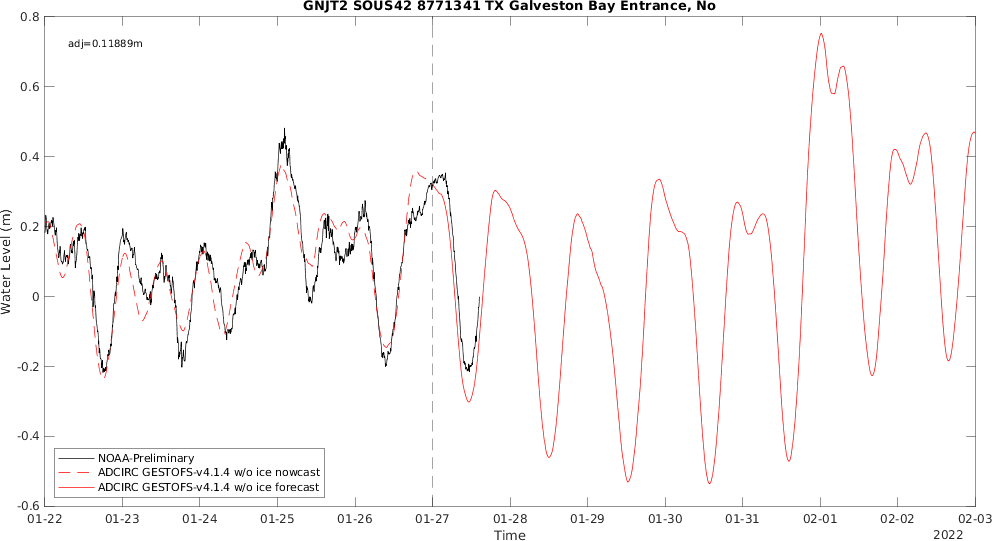 GNJT2 SOUS42 8771341 TX Galveston Bay Entrance, No
adj=0.11889m
0.8
0.6
0.4
0.2
0
-0.2
-0.4
-0.6
Water Level (m)
NOAA-Preliminary
ADCIRC GESTOFS-v4.1.4 w/o ice nowcast
ADCIRC GESTOFS-v4.1.4 w/o ice forecast
01-22 01-23 01-24 01-25 01-26 01-27 01-28 01-29 01-30 01-31 02-01 02-02 02-03
Time
2022